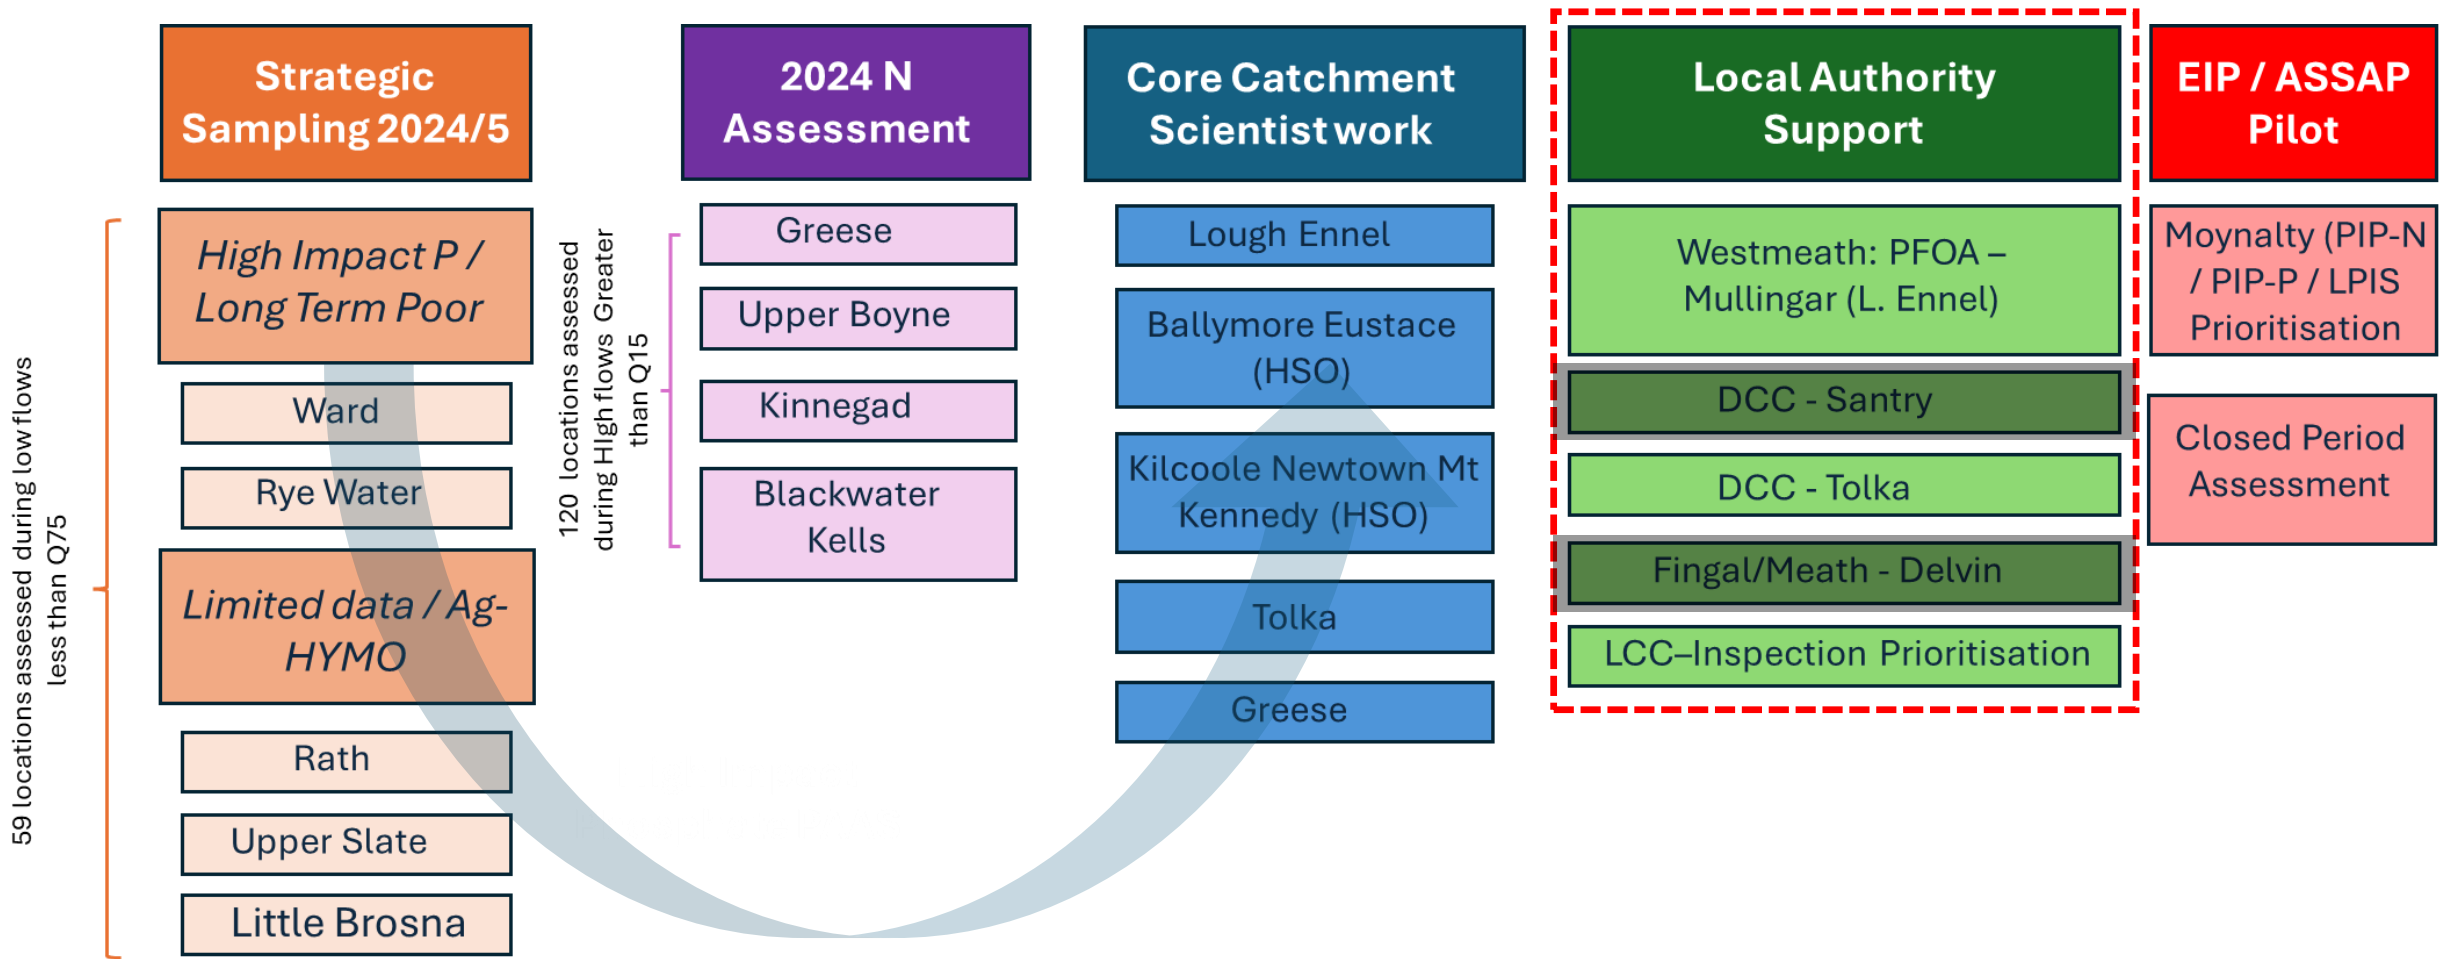 Strategic
Sampling 2024/5
59 locations assessed during low flows
less than Q75
High Impact P /
Long Term Poor
Ward
Rye Water
Limited data / Ag-
HYMO
Rath
Upper Slate
Little Brosna
2024 N
Assessment
120 locations assessed
during HIgh flows Greater
than Q15
Greese
Upper Boyne
Kinnegad
Blackwater
Kells
Core Catchment
Scientist work
Lough Ennel
Ballymore Eustace
(HSO)
Kilcoole Newtown Mt
Kennedy (HSO)
Tolka
Greese
Local Authority
Support
Westmeath: PFOA –
Mullingar (L. Ennel)
DCC - Santry
DCC - Tolka
Fingal/Meath - Delvin
LCC–Inspection Prioritisation
EIP / ASSAP
Pilot
Moynalty (PIP-N
/ PIP-P / LPIS
Prioritisation
Closed Period
Assessment